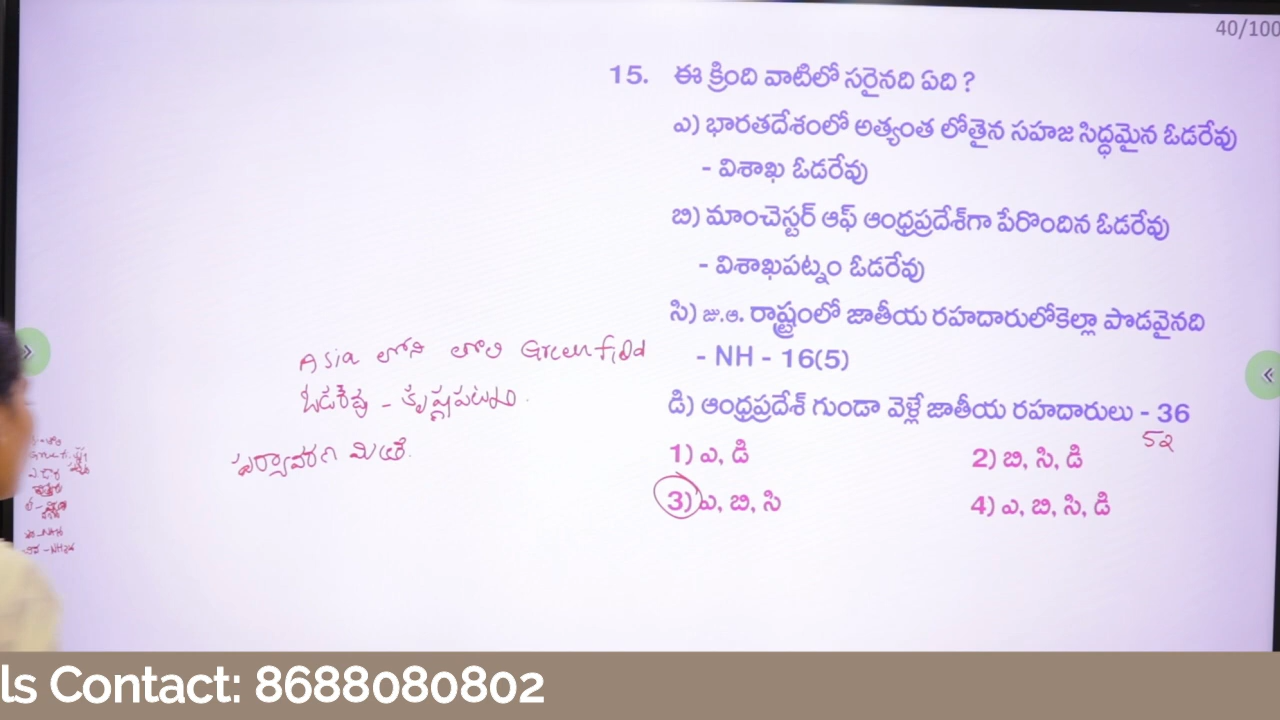 40/100
15. ఈ క్రింది వాటిలో సరైనది ఏది ?
ఎ) భారతదేశంలో అత్యంత లోతైన సహజ సిద్ధమైన ఓడరేవు
- విశాఖ ఓడరేవు
బి) మాంచెస్టర్ ఆఫ్ ఆంధ్రప్రదేశ్‌గా పేరొందిన ఓడరేవు
- విశాఖపట్నం ఓడరేవు
సి) జు.ఆ. రాష్ట్రంలో జాతీయ రహదారులోకెల్లా పొడవైనది
- NH - 16(5)
డి) ఆంధ్రప్రదేశ్ గుండా వెళ్లే జాతీయ రహదారులు - 36
52
1) ఎ, డి
2) బి, సి, డి
3) ఎ, బి, సి
4) ఎ, బి, సి, డి
Asia లోని తొలి Greenfield
ఓడరేవు - కృష్ణపట్నం.
పర్యావరణ మిత్ర.
ls Contact: 8688080802